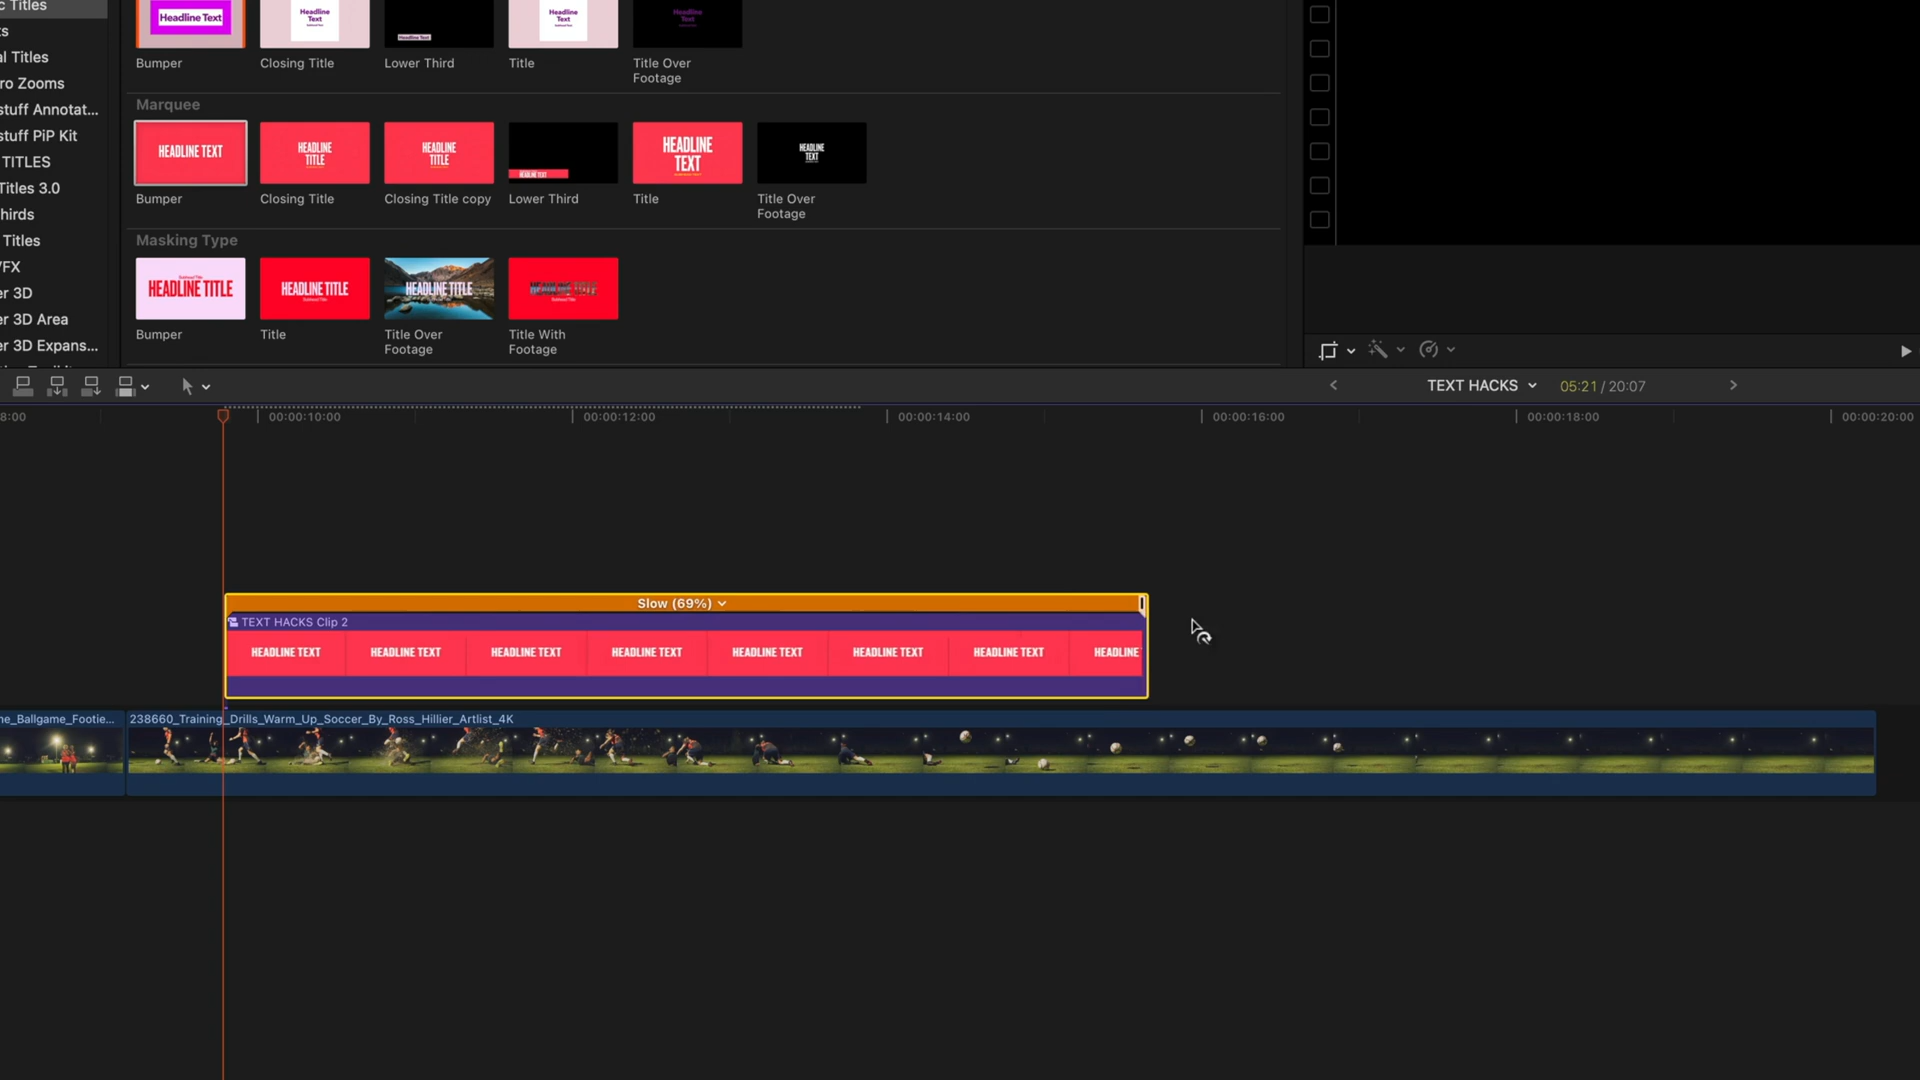 c Titles
ts
al Titles
ro Zooms
stuff Annotat...
stuff PiP Kit
TITLES
Titles 3.0
hirds
Titles
/FX
er 3D
er 3D Area
er 3D Expans...
Headline Text
Headline
Text
Headline Text
Headline
Text
Headline
Text
Bumper
Closing Title
Lower Third
Title
Title Over
Footage
Marquee
HEADLINE TEXT
HEADLINE
TITLE
HEADLINE
TITLE
HEADLINE TEXT
HEADLINE
TEXT
HEADLINE
TEXT
Bumper
Closing Title
Closing Title copy
Lower Third
Title
Title Over
Footage
Masking Type
HEADLINE TITLE
HEADLINE TITLE
HEADLINE TITLE
HEADLINE TITLE
Bumper
Title
Title Over
Footage
Title With
Footage
TEXT HACKS
05:21 / 20:07
8:00
00:00:10:00
00:00:12:00
00:00:14:00
00:00:16:00
00:00:18:00
00:00:20:00
Slow (69%)
TEXT HACKS Clip 2
HEADLINE TEXT
HEADLINE TEXT
HEADLINE TEXT
HEADLINE TEXT
HEADLINE TEXT
HEADLINE TEXT
HEADLINE TEXT
HEADLINE
ne_Ballgame_Footie...
238660_Training_Drills_Warm_Up_Soccer_By_Ross_Hillier_Artlist_4K